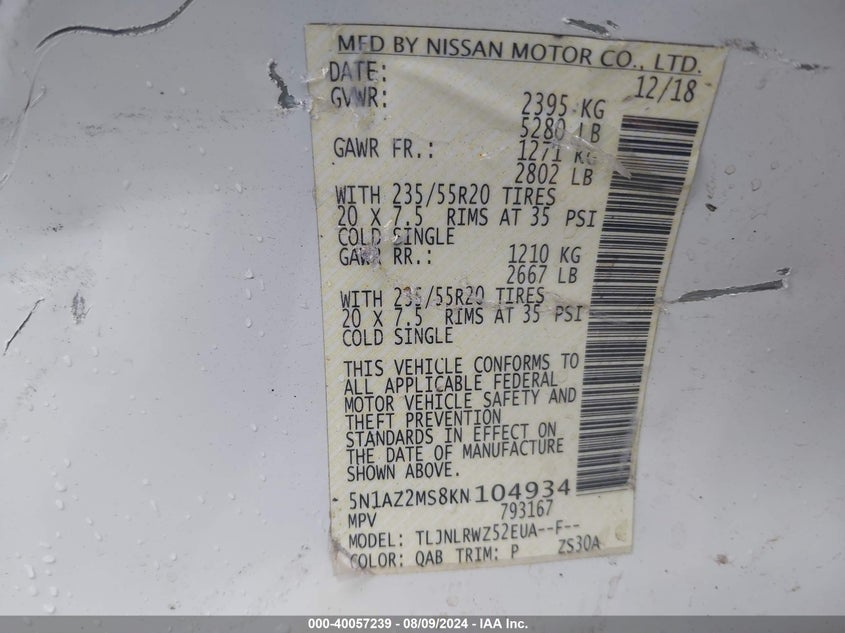 MFD BY NISSAN MOTOR CO., LTD.
DATE: 12/18
GVWR: 2395 KG
5280 LB
GAWR FR.: 1271 KG
2802 LB
WITH 235/55R20 TIRES
20 X 7.5 RIMS AT 35 PSI
COLD SINGLE
GAWR RR.: 1210 KG
2667 LB
WITH 235/55R20 TIRES
20 X 7.5 RIMS AT 35 PSI
COLD SINGLE
THIS VEHICLE CONFORMS TO
ALL APPLICABLE FEDERAL
MOTOR VEHICLE SAFETY AND
THEFT PREVENTION
STANDARDS IN EFFECT ON
THE DATE OF MANUFACTURE
SHOWN ABOVE.
5N1AZ2MS8KN104934
MPV 793167
MODEL: TLJNLRWZ52EUA--F--
COLOR: QAB TRIM: P ZS30A
000-40057239 - 08/09/2024 - IAA Inc.